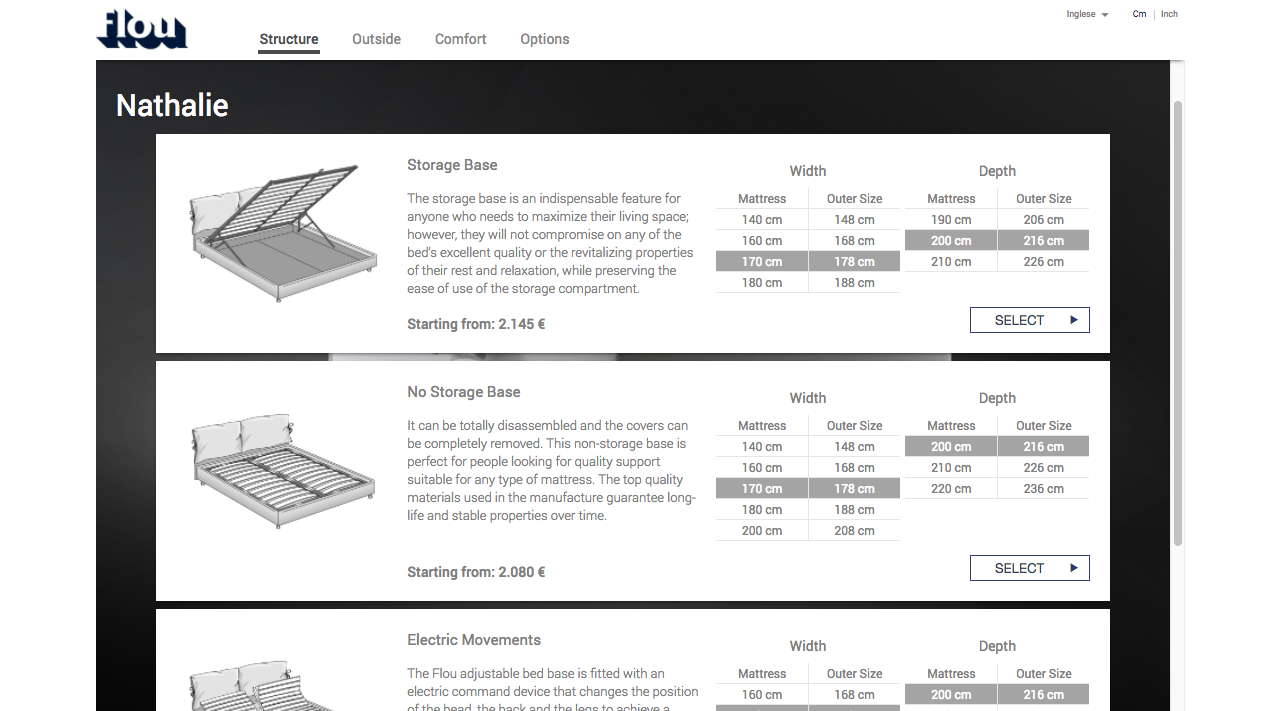 flou
Inglese
Cm | Inch
Structure Outside Comfort Options
Nathalie
Storage Base
The storage base is an indispensable feature for
anyone who needs to maximize their living space;
however, they will not compromise on any of the
bed's excellent quality or the revitalizing properties
of their rest and relaxation, while preserving the
ease of use of the storage compartment.
Starting from: 2.145 €
Width Depth
Mattress Outer Size Mattress Outer Size
140 cm 148 cm 190 cm 206 cm
160 cm 168 cm 200 cm 216 cm
170 cm 178 cm 210 cm 226 cm
180 cm 188 cm
SELECT
No Storage Base
It can be totally disassembled and the covers can
be completely removed. This non-storage base is
perfect for people looking for quality support
suitable for any type of mattress. The top quality
materials used in the manufacture guarantee long-
life and stable properties over time.
Starting from: 2.080 €
Width Depth
Mattress Outer Size Mattress Outer Size
140 cm 148 cm 200 cm 216 cm
160 cm 168 cm 210 cm 226 cm
170 cm 178 cm 220 cm 236 cm
180 cm 188 cm
200 cm 208 cm
SELECT
Electric Movements
The Flou adjustable bed base is fitted with an
electric command device that changes the position
of the head, the back and the legs to achieve a
Width Depth
Mattress Outer Size Mattress Outer Size
160 cm 168 cm 200 cm 216 cm